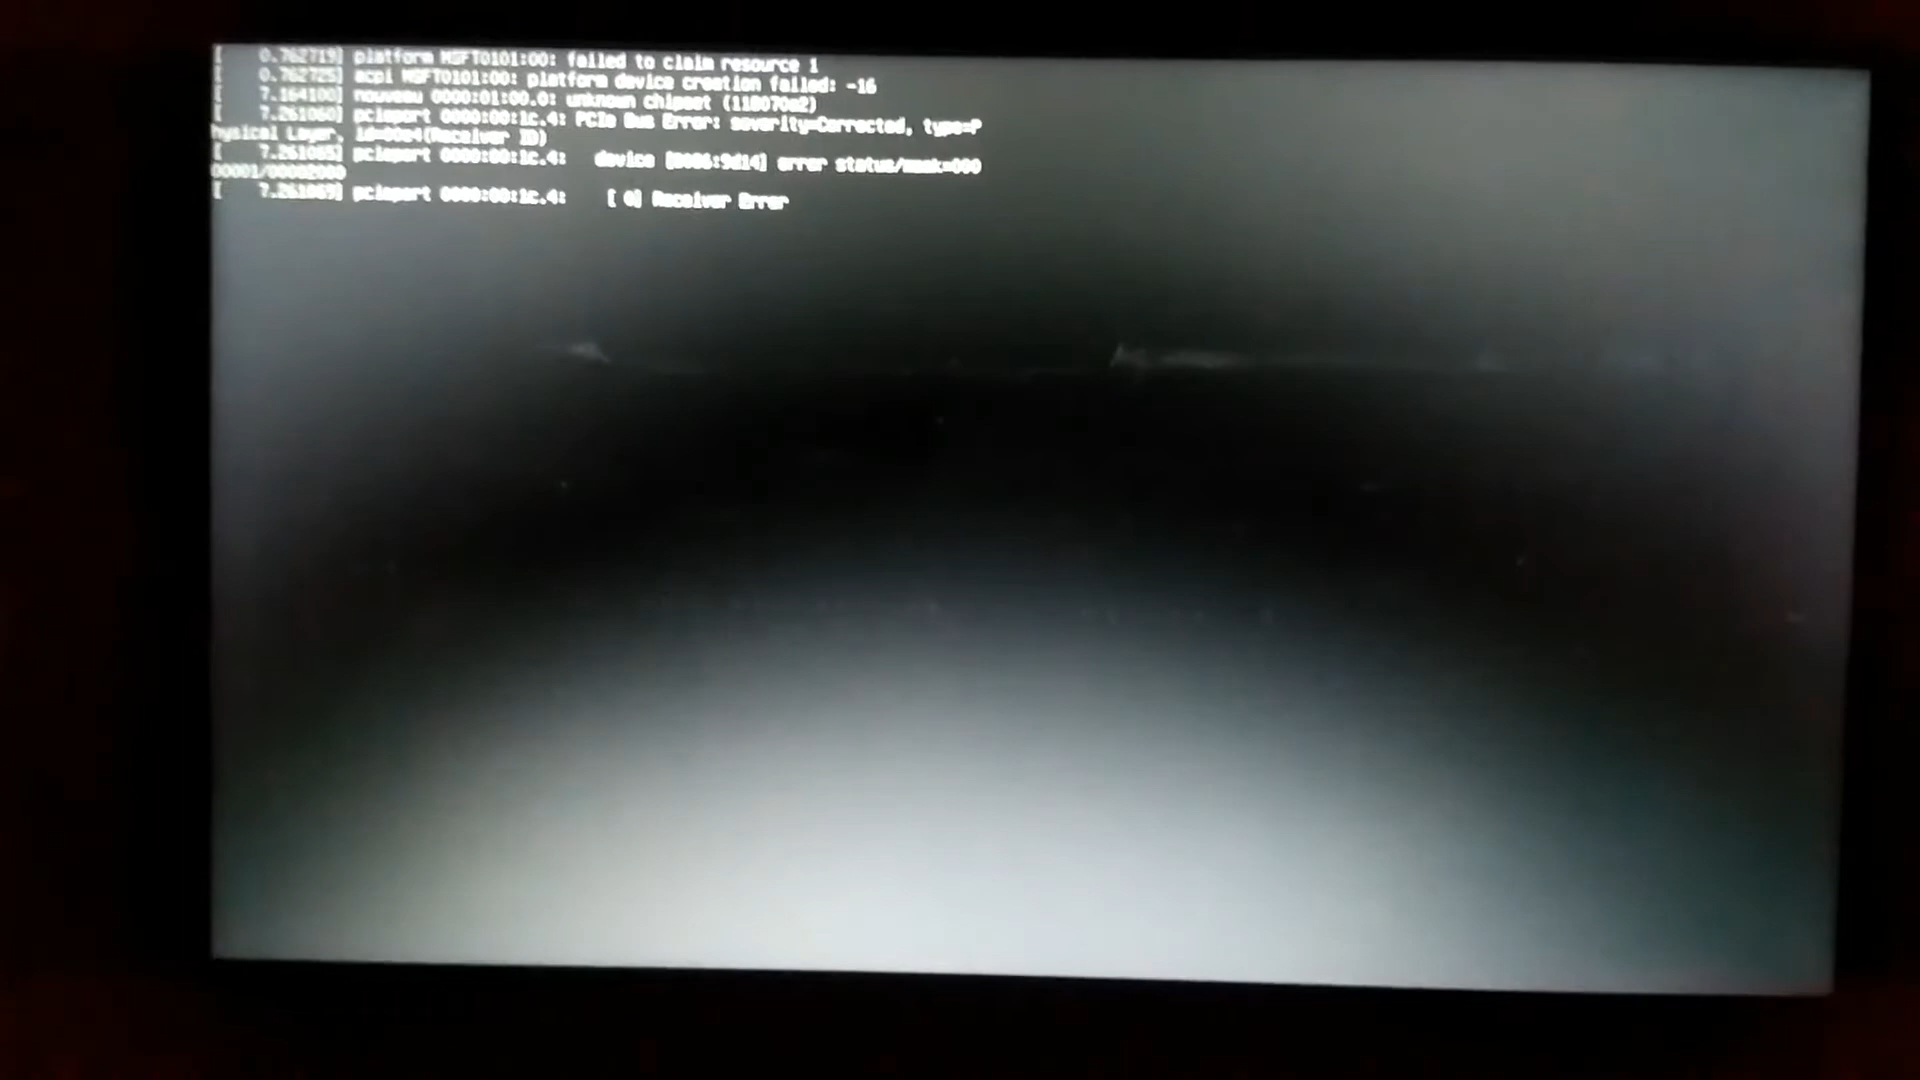 [    0.762719] platform MSFT0101:00: failed to claim resource 1
[    0.762725] acpi MSFT0101:00: platform device creation failed: -16
[    7.164100] nouveau 0000:01:00.0: unknown chipset (118070a2)
[    7.261060] pcieport 0000:00:1c.4: PCIe Bus Error: severity=Corrected, type=P
hysical Layer, id=00e4(Receiver ID)
[    7.261065] pcieport 0000:00:1c.4:   device [8086:9d14] error status/mask=000
00001/00002000
[    7.261069] pcieport 0000:00:1c.4:    [ 0] Receiver Error